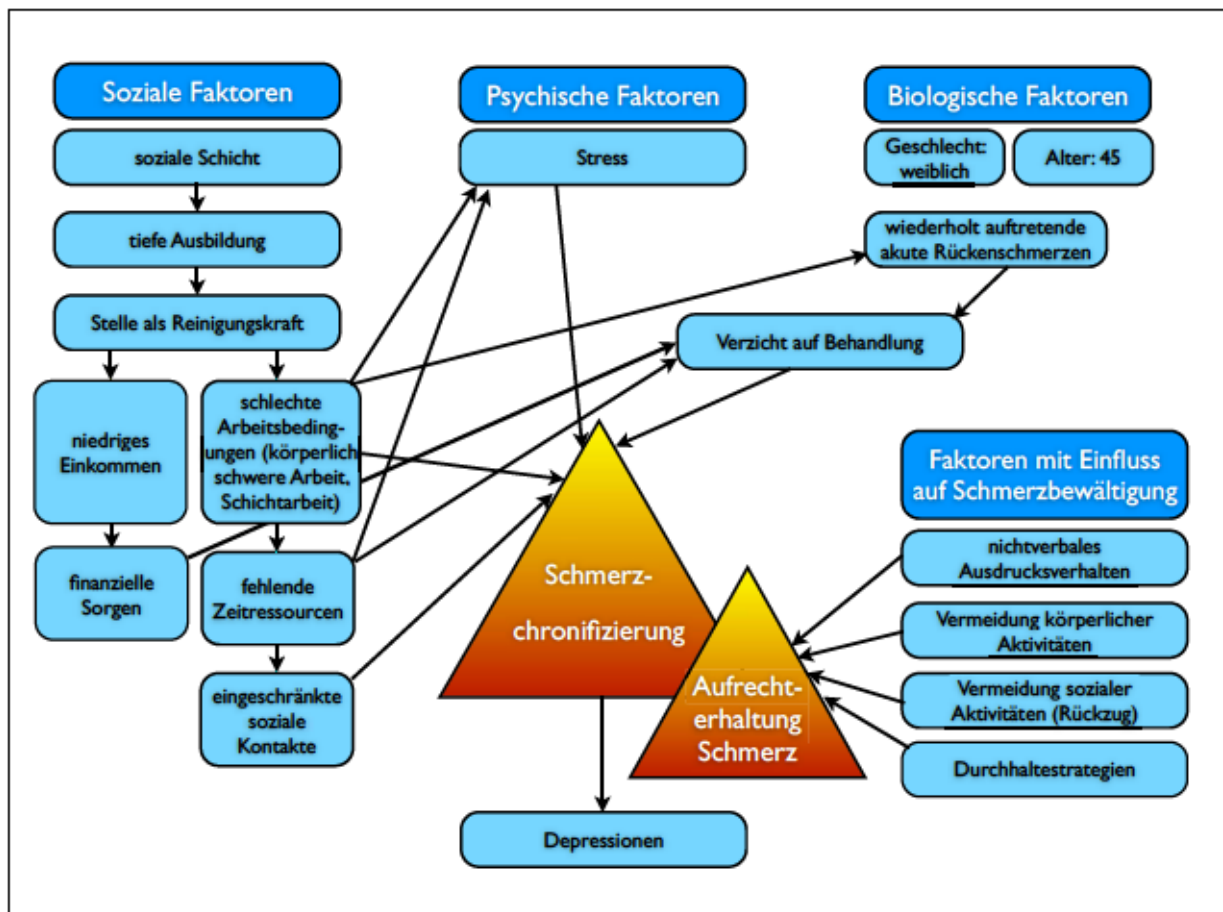 Soziale Faktoren
soziale Schicht
tiefe Ausbildung
Stelle als Reinigungskraft
niedriges
Einkommen
finanzielle
Sorgen
schlechte
Arbeitsbeding-
ungen (körperlich
schwere Arbeit,
Schichtarbeit)
fehlende
Zeitressourcen
eingeschränkte
soziale
Kontakte
Psychische Faktoren
Stress
Biologische Faktoren
Geschlecht:
weiblich
Alter: 45
wiederholt auftretende
akute Rückenschmerzen
Verzicht auf Behandlung
Schmerz-
chronifizierung
Aufrecht-
erhaltung
Schmerz
Depressionen
Faktoren mit Einfluss
auf Schmerzbewältigung
nichtverbales
Ausdrucksverhalten
Vermeidung körperlicher
Aktivitäten
Vermeidung sozialer
Aktivitäten (Rückzug)
Durchhaltestrategien